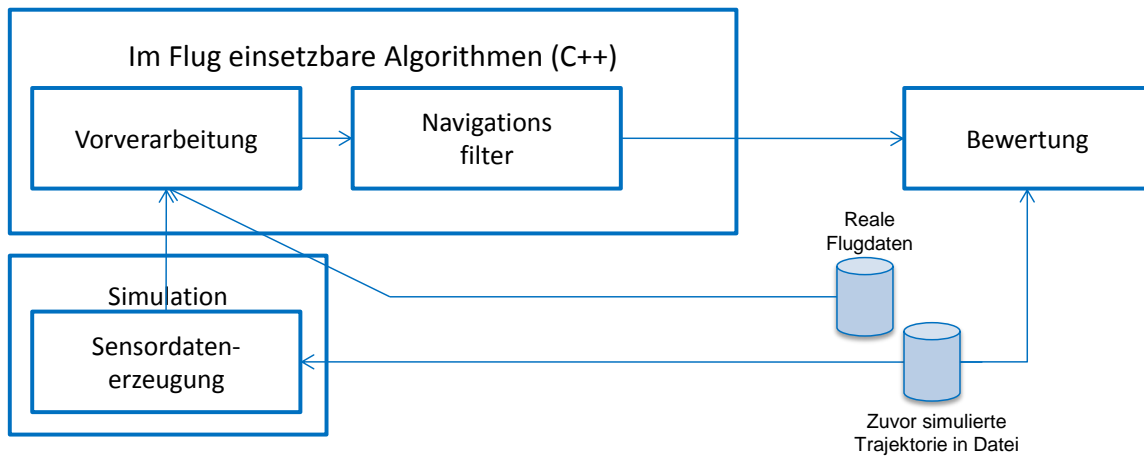 Im Flug einsetzbare Algorithmen (C++)
Vorverarbeitung
Navigations
filter
Bewertung
Reale
Flugdaten
Simulation
Sensordaten-
erzeugung
Zuvor simulierte
Trajektorie in Datei